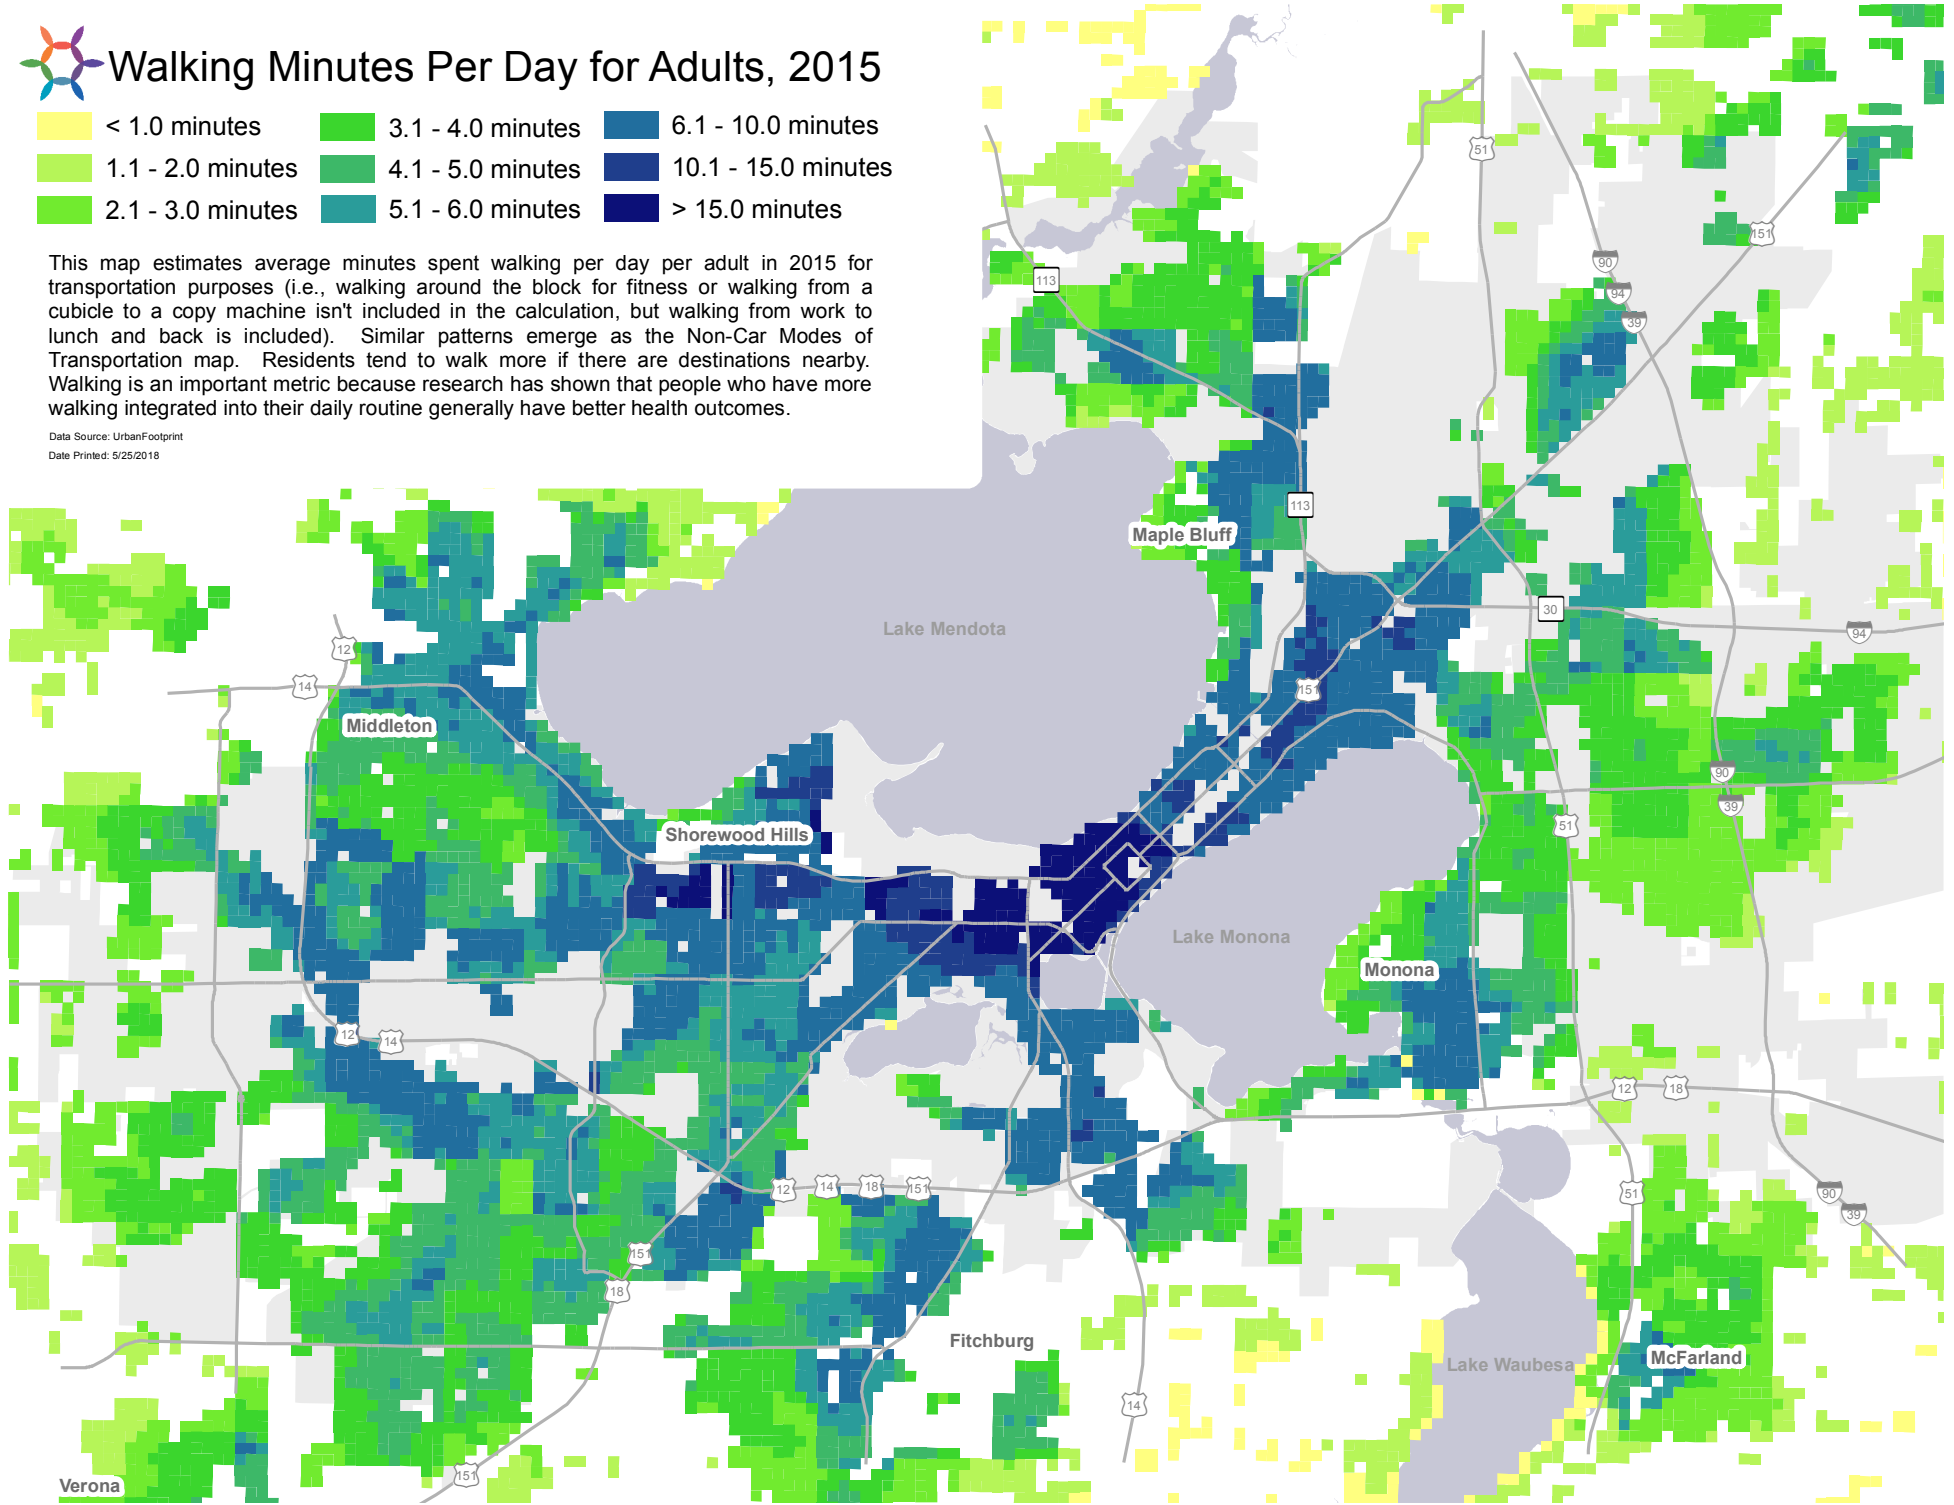 Walking Minutes Per Day for Adults, 2015
< 1.0 minutes
1.1 - 2.0 minutes
2.1 - 3.0 minutes
3.1 - 4.0 minutes
4.1 - 5.0 minutes
5.1 - 6.0 minutes
6.1 - 10.0 minutes
10.1 - 15.0 minutes
> 15.0 minutes
This map estimates average minutes spent walking per day per adult in 2015 for
transportation purposes (i.e., walking around the block for fitness or walking from a
cubicle to a copy machine isn't included in the calculation, but walking from work to
lunch and back is included). Similar patterns emerge as the Non-Car Modes of
Transportation map. Residents tend to walk more if there are destinations nearby.
Walking is an important metric because research has shown that people who have more
walking integrated into their daily routine generally have better health outcomes.
Data Source: UrbanFootprint
Date Printed: 5/25/2018
51
151
90
113
94
39
113
Maple Bluff
30
Lake Mendota
94
12
14
151
Middleton
90
39
51
Shorewood Hills
Lake Monona
Monona
12
14
12
18
12
14
18
151
51
90
39
151
18
Fitchburg
McFarland
Lake Waubesa
14
151
Verona